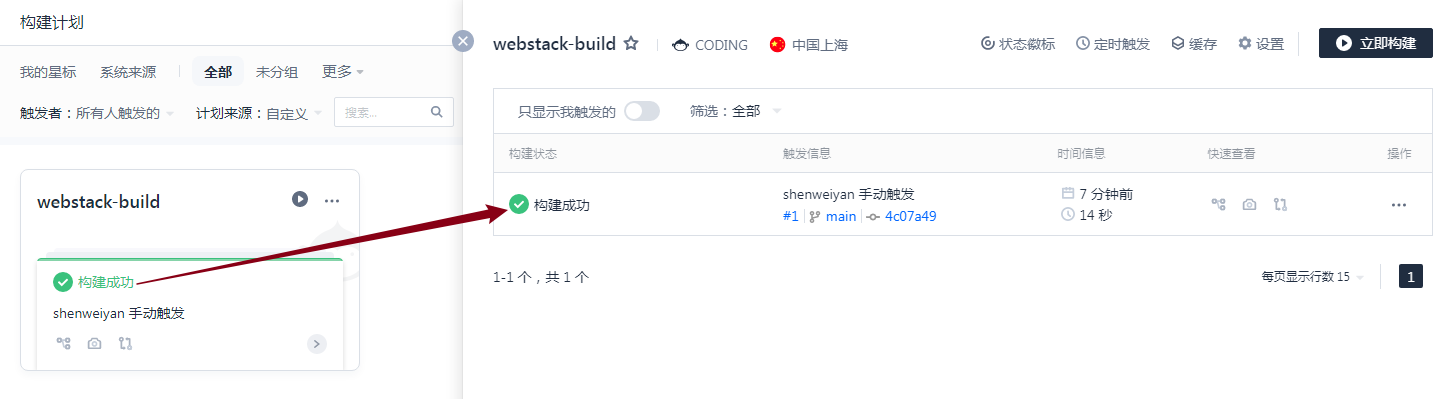 构建计划
我的星标 系统来源 全部 未分组 更多
触发者：所有人触发的 计划来源：自定义 搜索...
webstack-build
构建成功
shenweiyan 手动触发
webstack-build CODING 中国上海 状态徽标 定时触发 缓存 设置 立即构建
只显示我触发的 筛选：全部
构建状态 触发信息 时间信息 快速查看 操作
构建成功 shenweiyan 手动触发 7 分钟前
#1 main 4c07a49 14 秒
1-1 个，共 1 个 每页显示行数 15 1